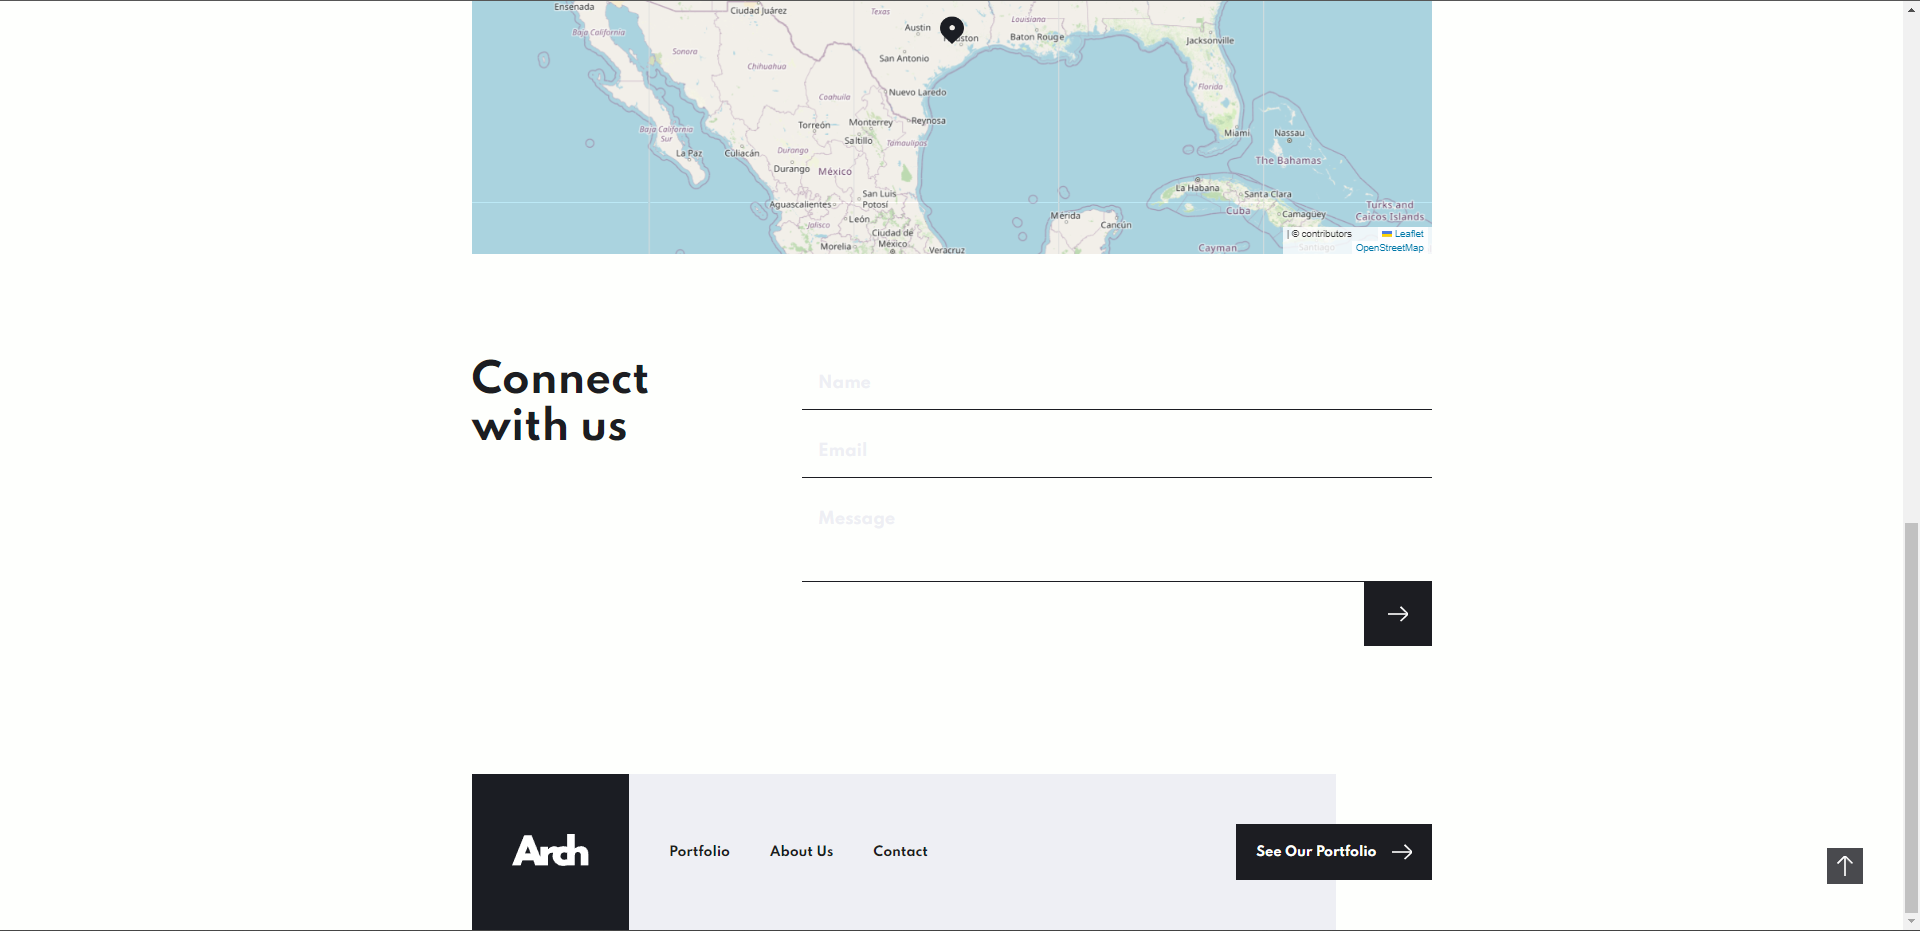 Ensenada
Ciudad Juárez
Texas
Louisiana
Baja California
Austin
Baton Rouge
Jacksonville
Sonora
San Antonio
Chihuahua
Nuevo Laredo
Florida
Coahuila
Torreón
Monterrey
Reynosa
Baja California
Sur
Saltillo
Tamaulipas
Miami
Nassau
La Paz
Culiacán
Durango
The Bahamas
Durango
México
La Habana
Santa Clara
San Luis
Potosí
Aguascalientes
Cuba
Camagüey
Turks and
Caicos Islands
León
Jalisco
Mérida
Cancún
Ciudad de
México
Morelia
Veracruz
Cayman
Santiago
| © contributors
Leaflet
OpenStreetMap
Connect
with us
Name
Email
Message
Arch
Portfolio
About Us
Contact
See Our Portfolio